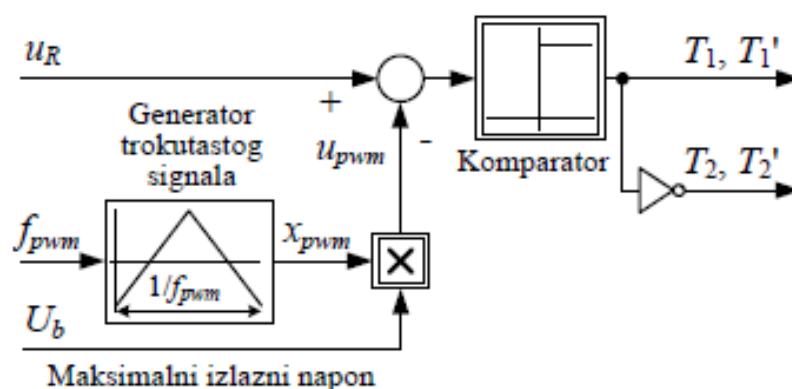 u_R
T_1, T_1'
+
Generator
trokutastog
signala
u_pwm
-
Komparator
T_2, T_2'
f_pwm
x_pwm
1/f_pwm
×
U_b
Maksimalni izlazni napon